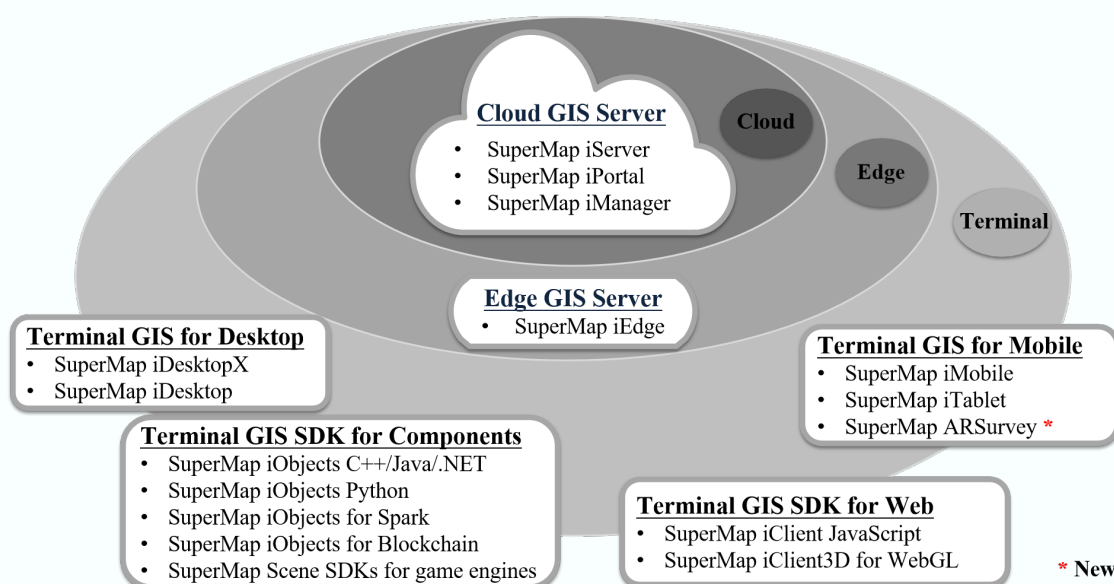 Cloud GIS Server
• SuperMap iServer
• SuperMap iPortal
• SuperMap iManager
Cloud
Edge
Terminal
Edge GIS Server
• SuperMap iEdge
Terminal GIS for Desktop
• SuperMap iDesktopX
• SuperMap iDesktop
Terminal GIS for Mobile
• SuperMap iMobile
• SuperMap iTablet
• SuperMap ARSurvey *
Terminal GIS SDK for Components
• SuperMap iObjects C++/Java/.NET
• SuperMap iObjects Python
• SuperMap iObjects for Spark
• SuperMap iObjects for Blockchain
• SuperMap Scene SDKs for game engines
Terminal GIS SDK for Web
• SuperMap iClient JavaScript
• SuperMap iClient3D for WebGL
* New